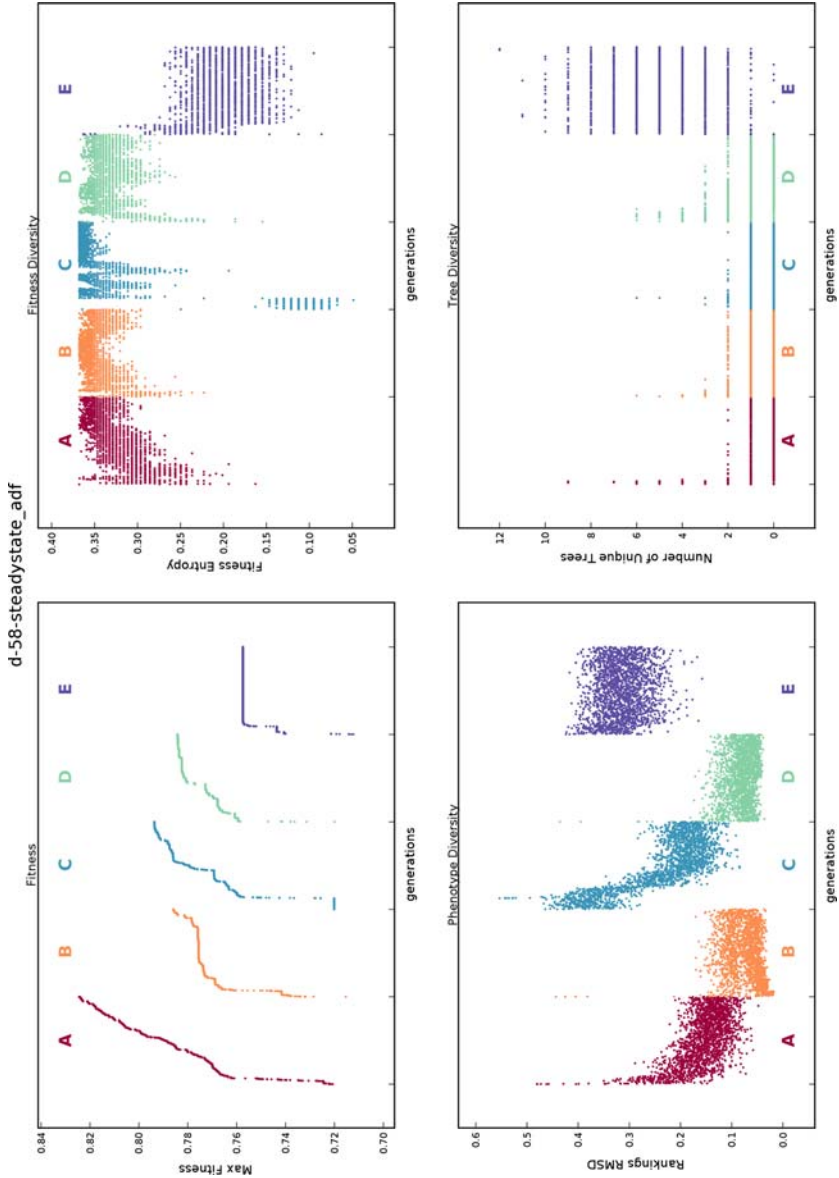 d-58-steadystate_adf
Fitness
A B C D E
0.84
0.82
0.80
0.78
0.76
0.74
0.72
0.70
Max Fitness
generations
Fitness Diversity
A B C D E
0.40
0.35
0.30
0.25
0.20
0.15
0.10
0.05
Fitness Entropy
generations
Phenotype Diversity
0.6
0.5
0.4
0.3
0.2
0.1
0.0
Rankings RMSD
A B C D E
generations
Tree Diversity
12
10
8
6
4
2
0
Number of Unique Trees
A B C D E
generations